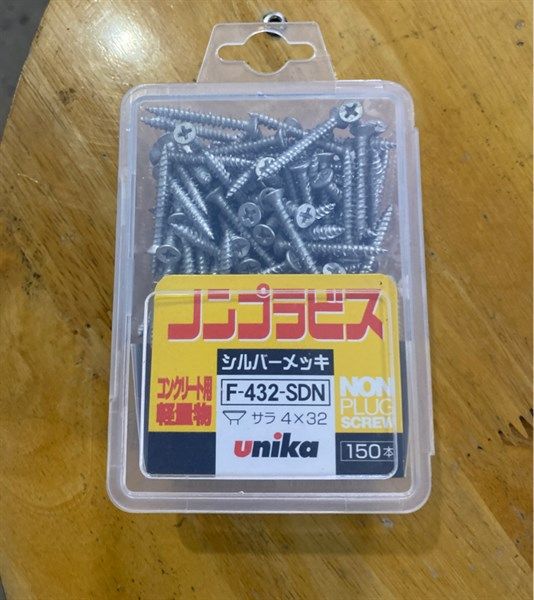 ノンプラビス
シルバーメッキ
コンクリート用
軽量物
F-432-SDN
サラ 4×32
unika
NON
PLUG
SCREW
150本